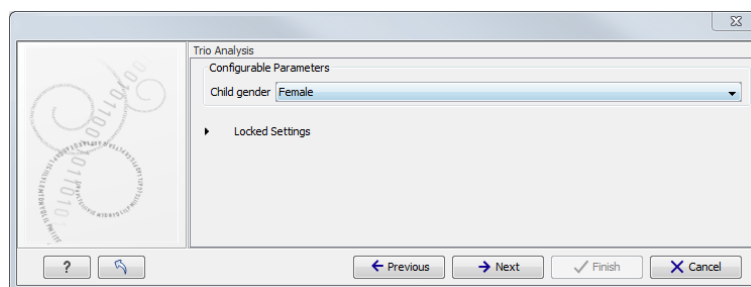 Trio Analysis
Configurable Parameters
Child gender Female
Locked Settings
? Previous Next Finish Cancel